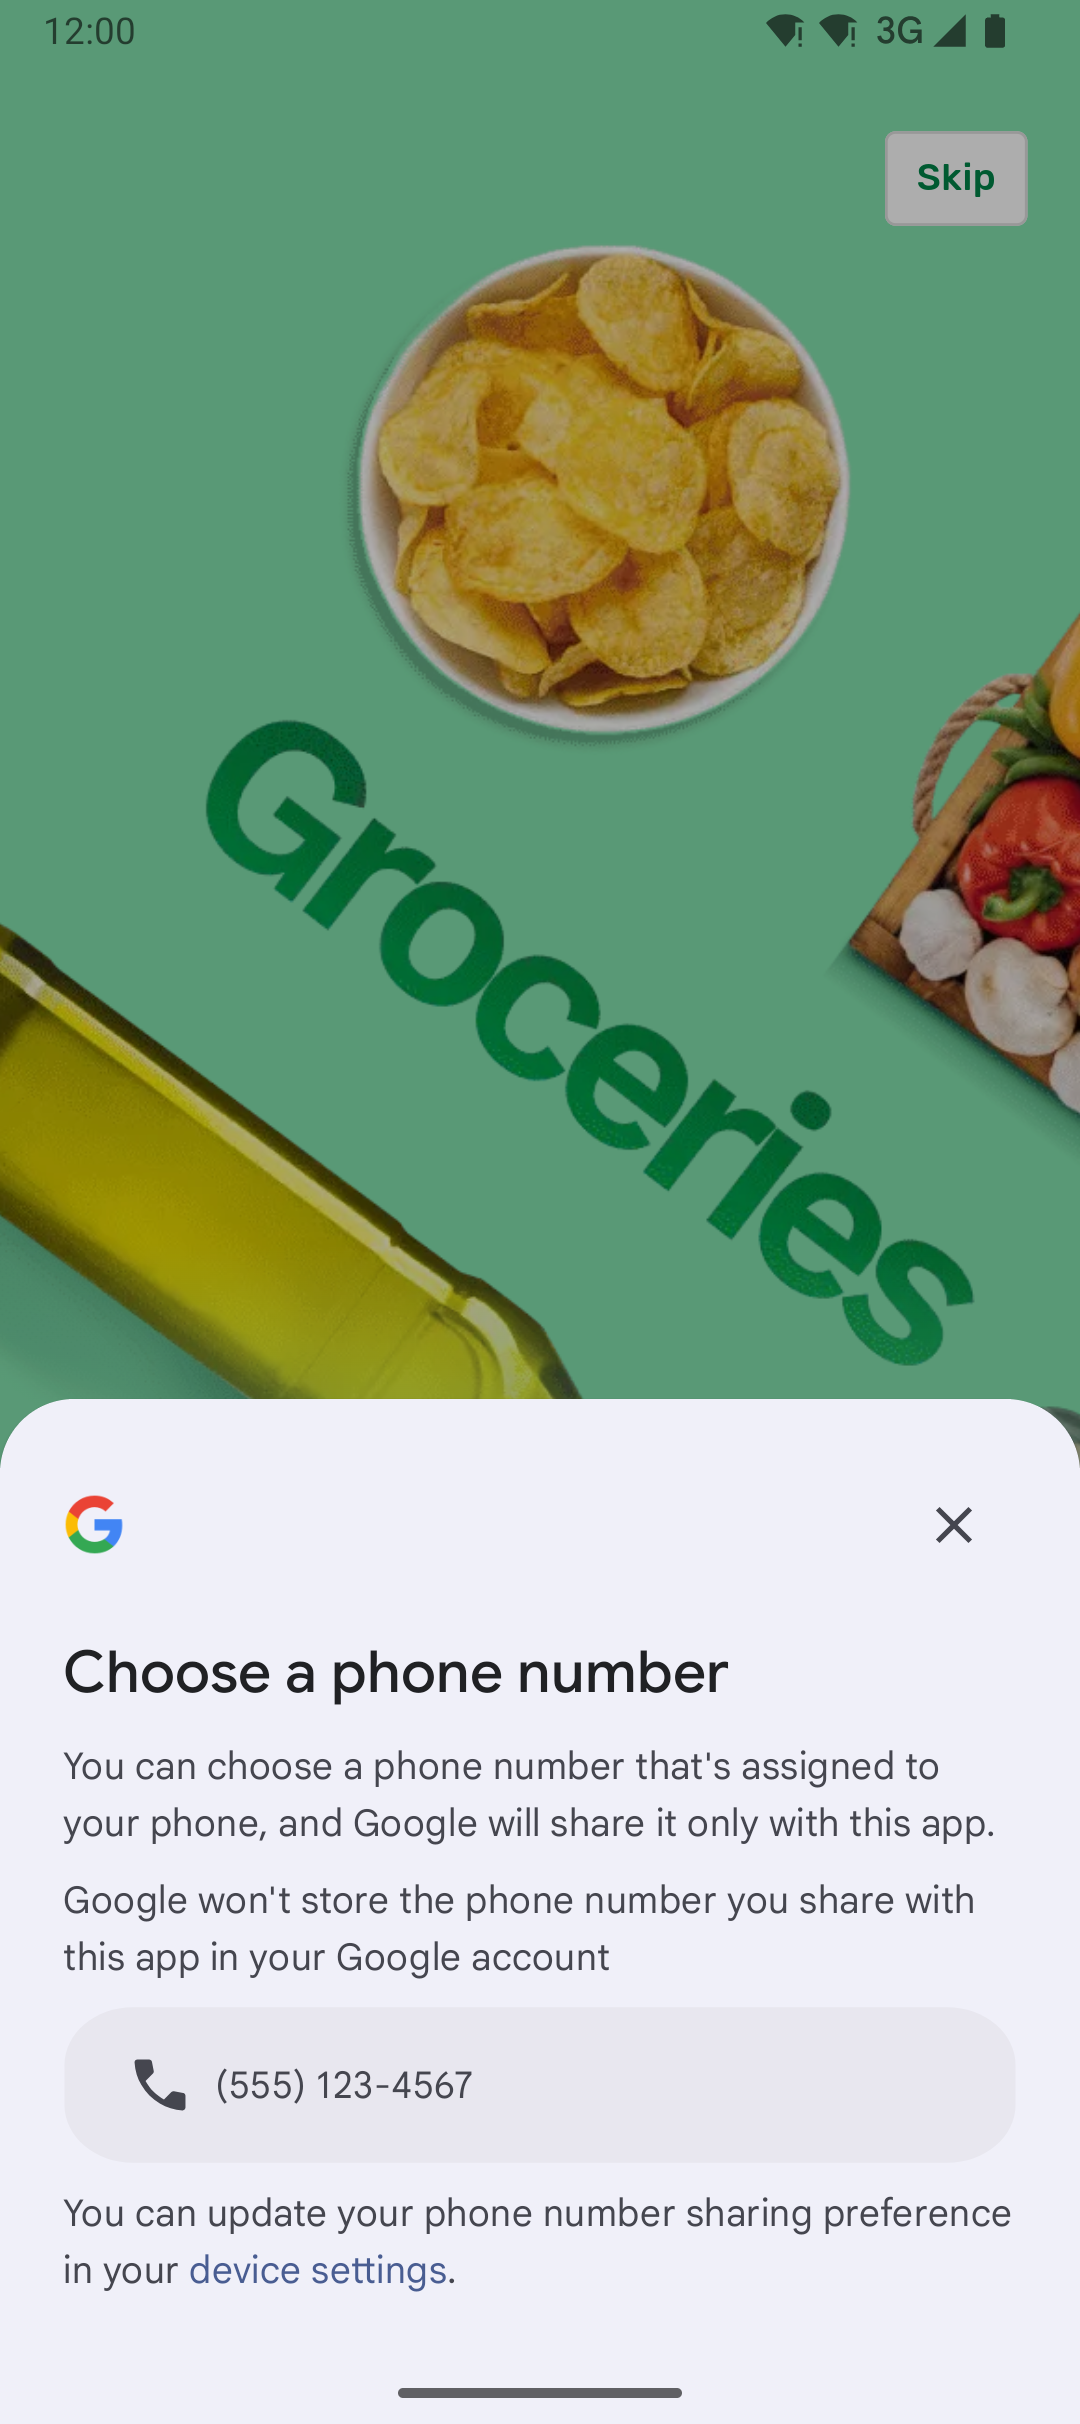 12:00
3G
Skip
Groceries
Choose a phone number
You can choose a phone number that's assigned to
your phone, and Google will share it only with this app.
Google won't store the phone number you share with
this app in your Google account
(555) 123-4567
You can update your phone number sharing preference
in your device settings.